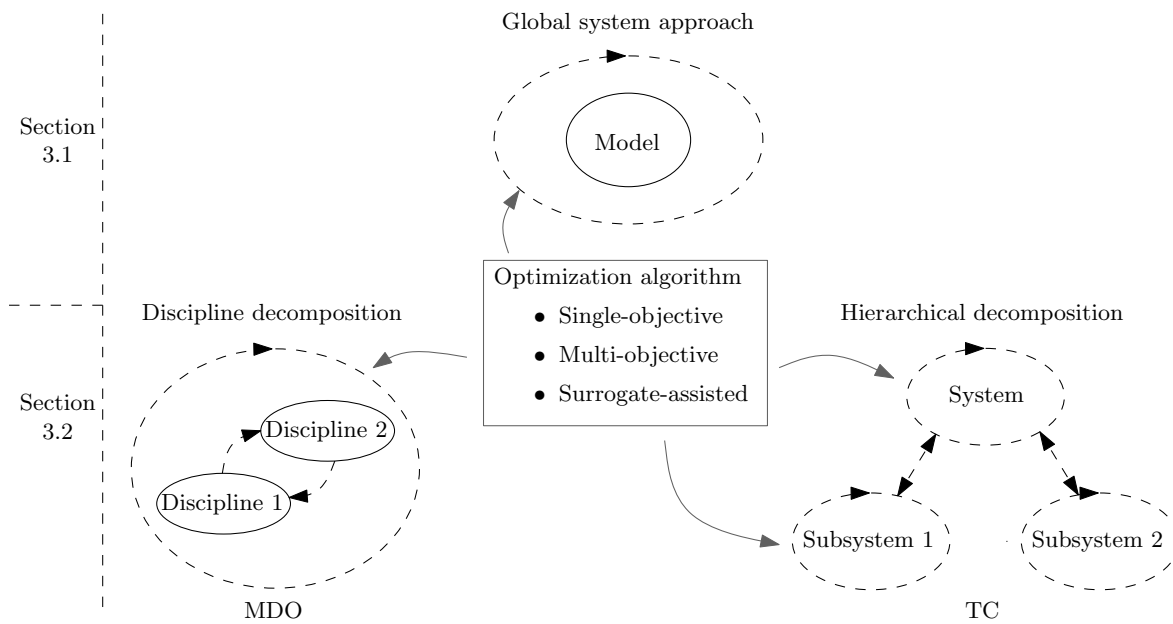 Global system approach
Section
3.1
Model
Optimization algorithm
• Single-objective
• Multi-objective
• Surrogate-assisted
Discipline decomposition
Hierarchical decomposition
Section
3.2
Discipline 2
Discipline 1
MDO
System
Subsystem 1
Subsystem 2
TC